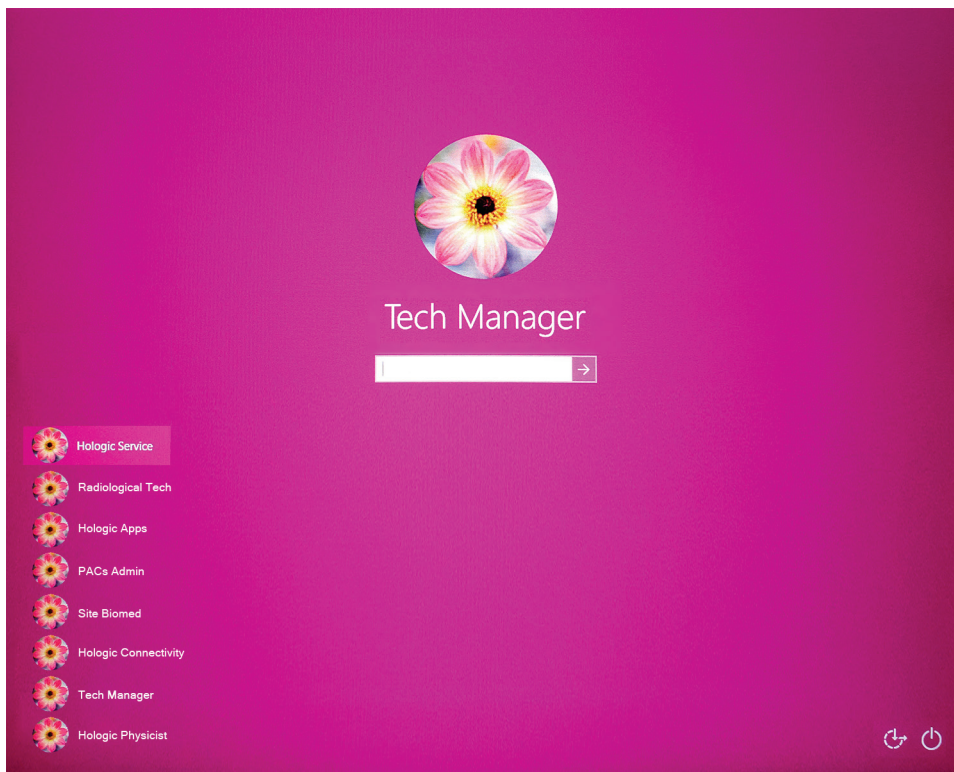 Tech Manager
Hologic Service
Radiological Tech
Hologic Apps
PACs Admin
Site Biomed
Hologic Connectivity
Tech Manager
Hologic Physicist